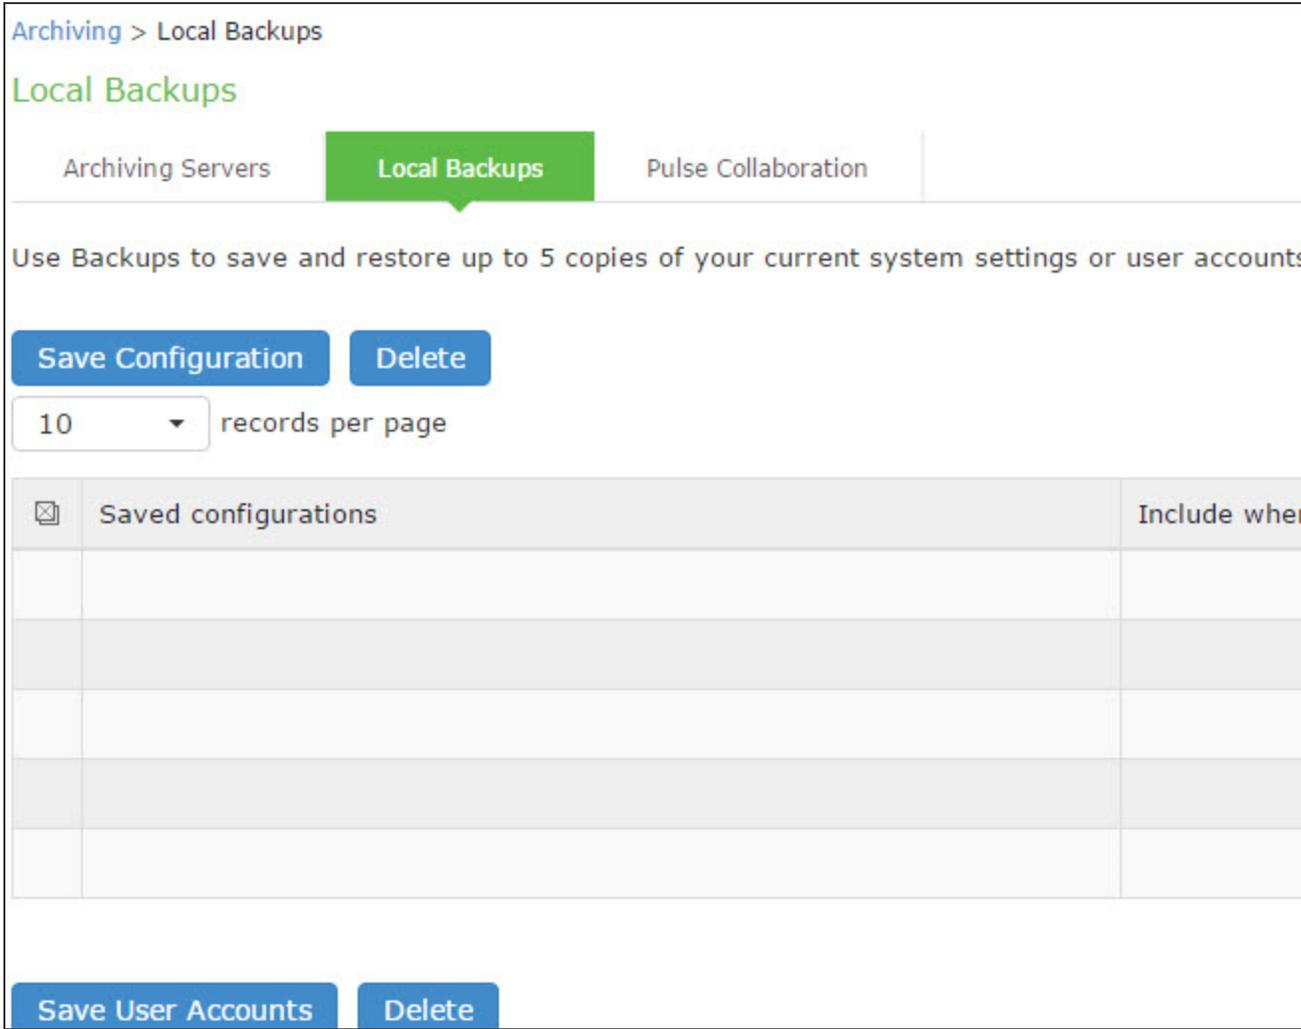 Archiving > Local Backups
Local Backups
Archiving Servers Local Backups Pulse Collaboration
Use Backups to save and restore up to 5 copies of your current system settings or user accounts
Save Configuration Delete
10 records per page
Saved configurations Include
Save User Accounts Delete